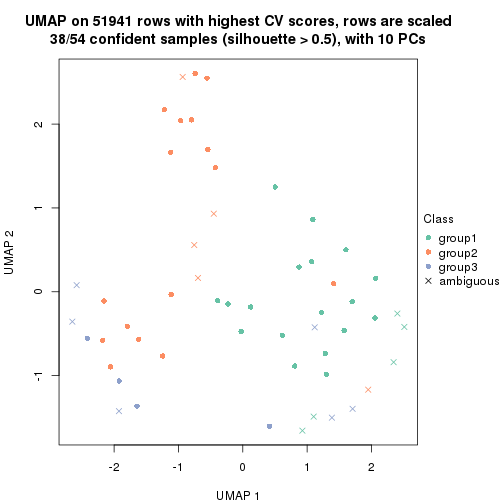 UMAP on 51941 rows with highest CV scores, rows are scaled
38/54 confident samples (silhouette > 0.5), with 10 PCs
2
1
0
-1
UMAP 2
-2
-1
0
1
2
UMAP 1
Class
group1
group2
group3
ambiguous